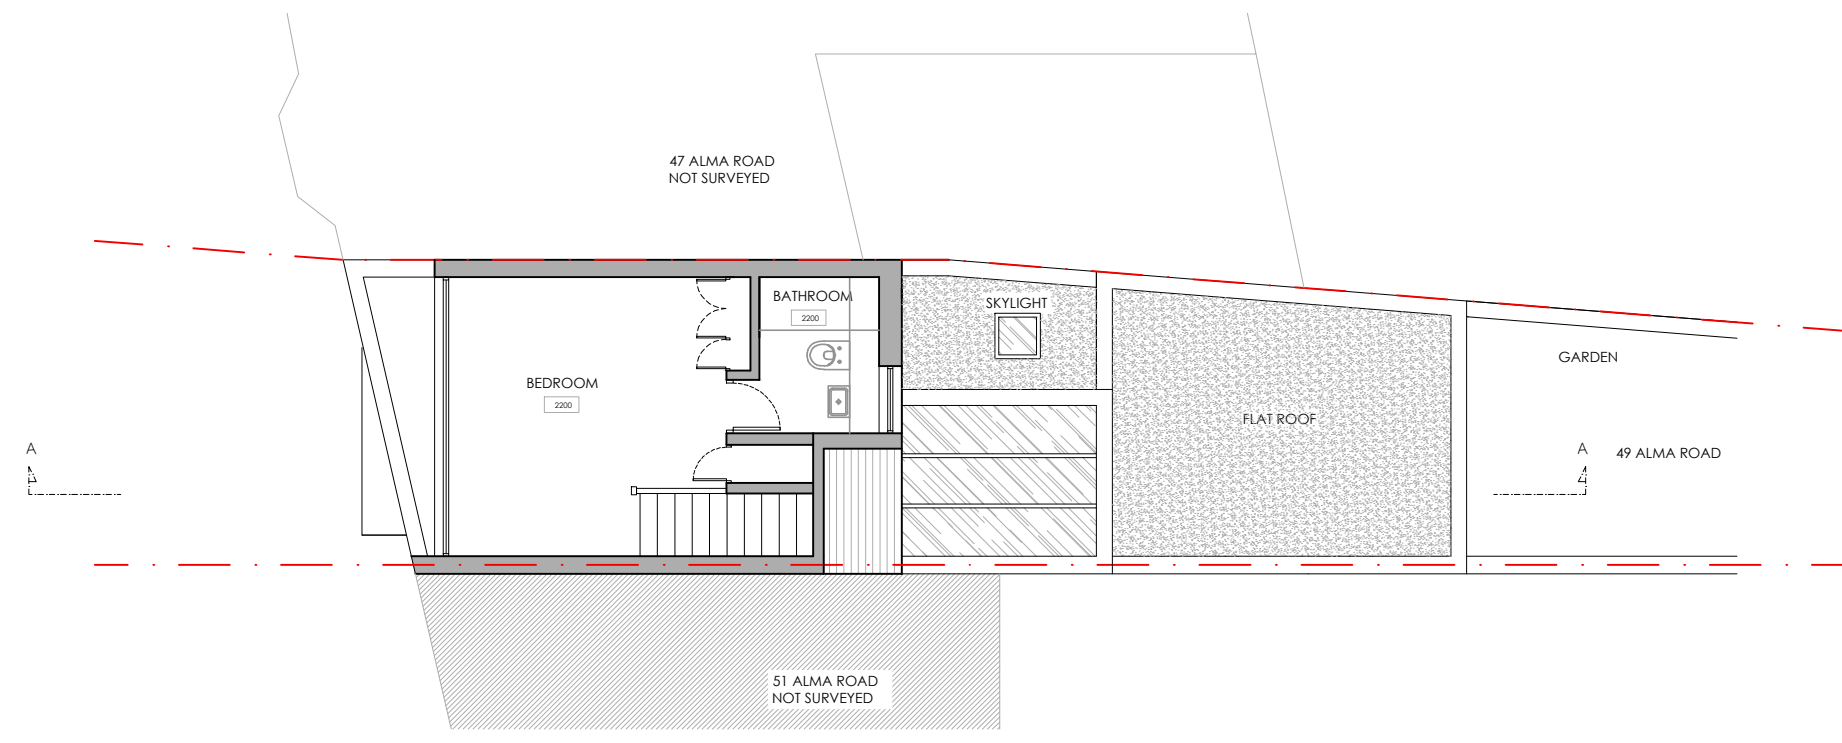 47 ALMA ROAD
NOT SURVEYED
BATHROOM
2200
SKYLIGHT
BEDROOM
2200
GARDEN
FLAT ROOF
A
A
49 ALMA ROAD
51 ALMA ROAD
NOT SURVEYED